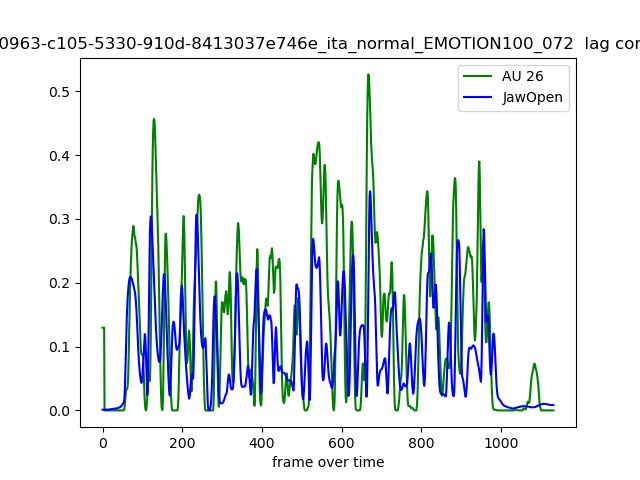 0963-c105-5330-910d-8413037e746e_ita_normal_EMOTION100_072 lag cor
AU 26
JawOpen
0.5
0.4
0.3
0.2
0.1
0.0
0 200 400 600 800 1000
frame over time